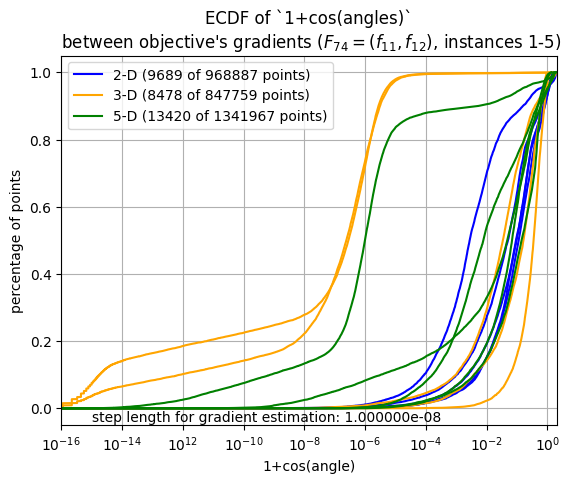 ECDF of `1+cos(angles)`
between objective's gradients (F₇₄ = (f₁₁, f₁₂), instances 1-5)
2-D (9689 of 968887 points)
3-D (8478 of 847759 points)
5-D (13420 of 1341967 points)
percentage of points
1.0
0.8
0.6
0.4
0.2
0.0
step length for gradient estimation: 1.000000e-08
10⁻¹⁶ 10⁻¹⁴ 10⁻¹² 10⁻¹⁰ 10⁻⁸ 10⁻⁶ 10⁻⁴ 10⁻² 10⁰
1+cos(angle)